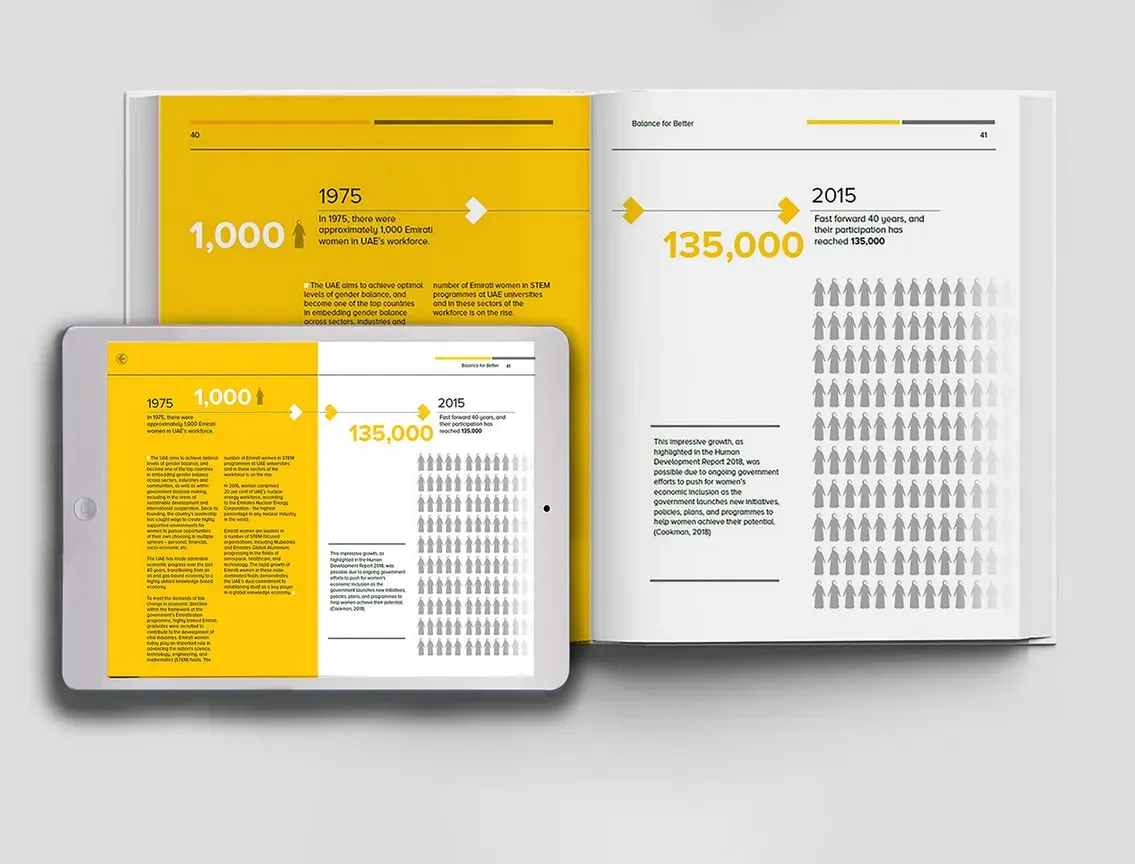 40
1975
1,000
In 1975, there were
approximately 1,000 Emirati
women in UAE's workforce.
The UAE aims to achieve optimal
levels of gender balance, and
become one of the top countries
in embedding gender balance
across sectors, industries and
number of Emirati women in STEM
programmes at UAE universities
and in these sectors of the
workforce is on the rise.
Balance for Better
41
2015
Fast forward 40 years, and
their participation has
reached 135,000
135,000
This impressive growth, as
highlighted in the Human
Development Report 2018, was
possible due to ongoing government
efforts to push for women's
economic inclusion as the
government launches new initiatives,
policies, plans, and programmes to
help women achieve their potential.
(Cookman, 2018)
Balance for Better 41
1975
1,000
In 1975, there were
approximately 1,000 Emirati
women in UAE's workforce.
135,000
2015
Fast forward 40 years, and
their participation has
reached 135,000
The UAE aims to achieve optimal
levels of gender balance, and
become one of the top countries
in embedding gender balance
across sectors, industries and
communities, as well as within
government decision making,
including in the areas of
sustainable development and
international cooperation. Since its
founding, the country's leadership
has sought ways to create highly
supportive environments for
women to pursue opportunities
of their own choosing in multiple
spheres – personal, financial,
socio-economic etc.
The UAE has made admirable
economic progress over the last
40 years, transitioning from an
oil and gas-based economy to a
highly-skilled knowledge-based
economy.
To meet the demands of this
change in economic direction
within the framework of the
government's Emiratisation
programme, highly trained Emirati
graduates were recruited to
contribute to the development of
vital industries. Emirati women
today play an important role in
advancing the nation's science,
technology, engineering, and
mathematics (STEM) fields. The
number of Emirati women in STEM
programmes at UAE universities
and in these sectors of the
workforce is on the rise.
In 2016, women comprised
20 per cent of UAE's nuclear
energy workforce, according
to the Emirates Nuclear Energy
Corporation - the highest
percentage in any nuclear industry
in the world.
Emirati women are leaders in
a number of STEM-focused
organisations, including Mubadala
and Emirates Global Aluminium,
progressing in the fields of
aerospace, healthcare, and
technology. The rapid growth of
Emirati women in these male-
dominated fields demonstrates
the UAE's dual commitment to
establishing itself as a key player
in a global knowledge economy.
This impressive growth, as
highlighted in the Human
Development Report 2018, was
possible due to ongoing government
efforts to push for women's
economic inclusion as the
government launches new initiatives,
policies, plans, and programmes to
help women achieve their potential.
(Cookman, 2018)